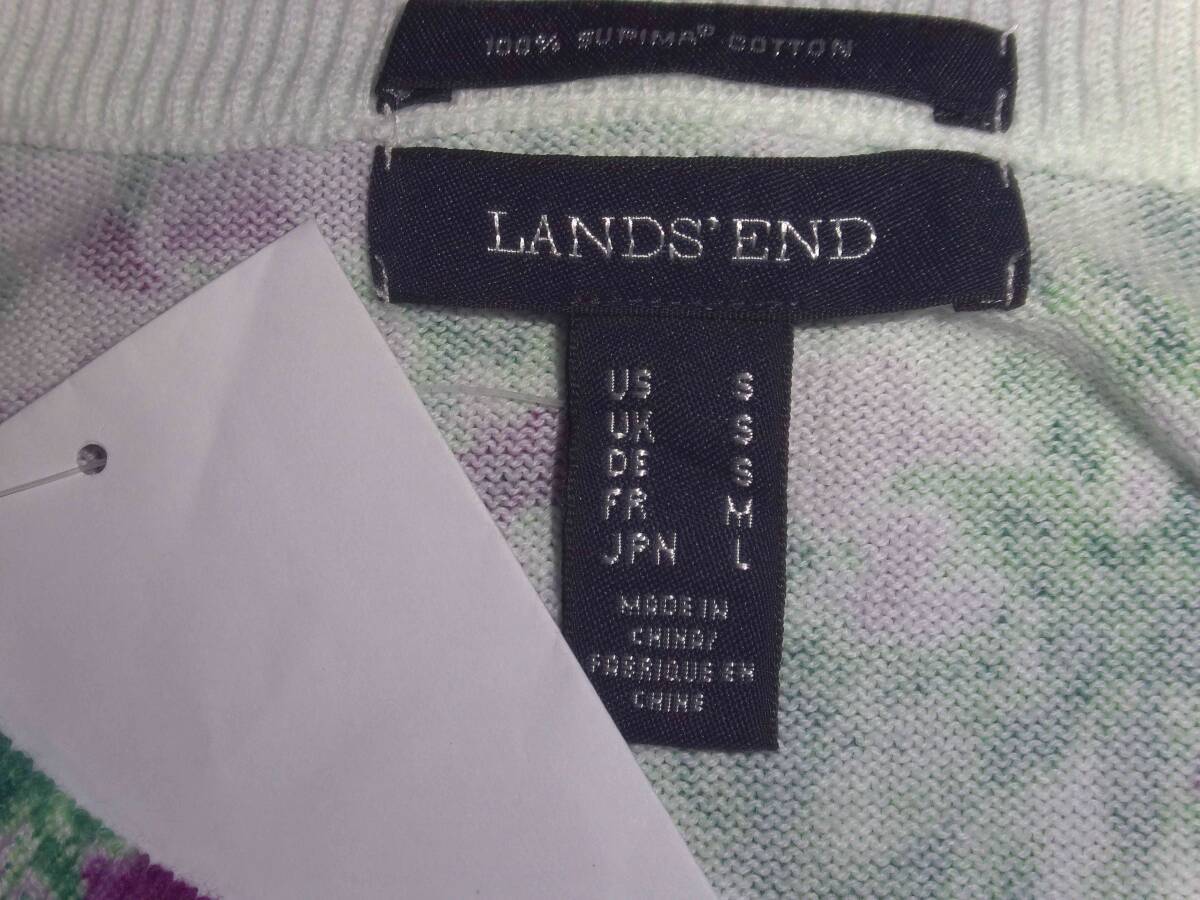 100% SUPIMA® COTTON
LANDS' END
US S
UK S
DE S
FR M
JPN L
MADE IN
CHINA/
FABRIQUE EN
CHINE